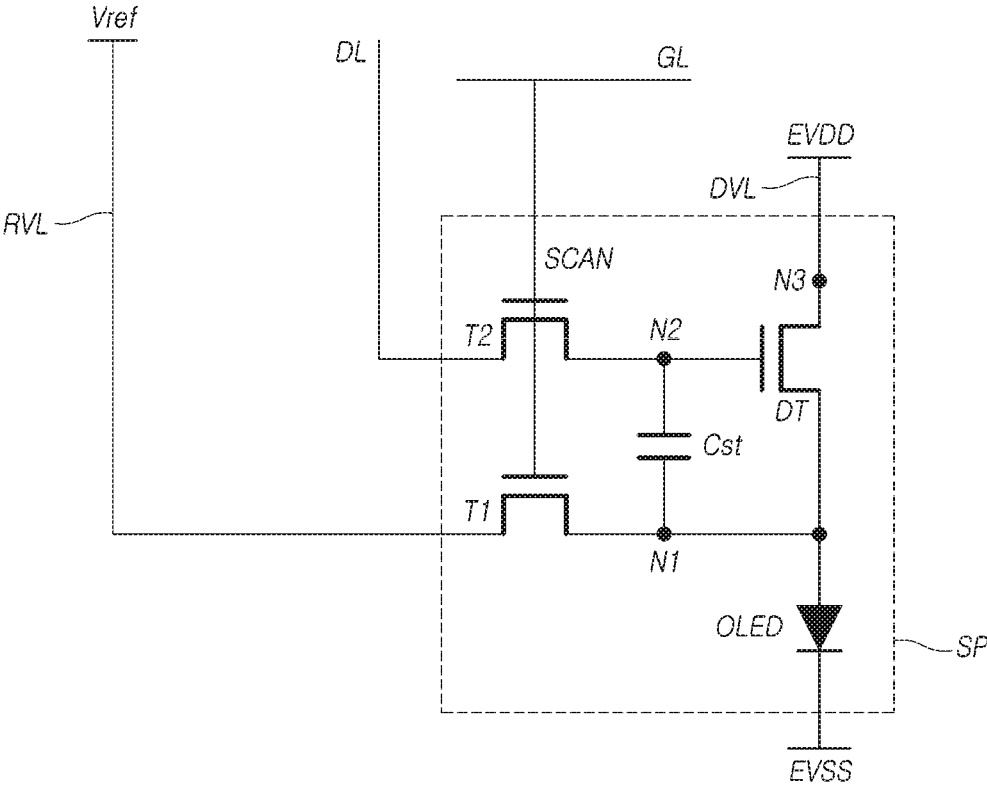 Vref
DL
GL
EVDD
DVL
RVL
SCAN
N3
T2
N2
DT
Cst
T1
N1
OLED
SP
EVSS